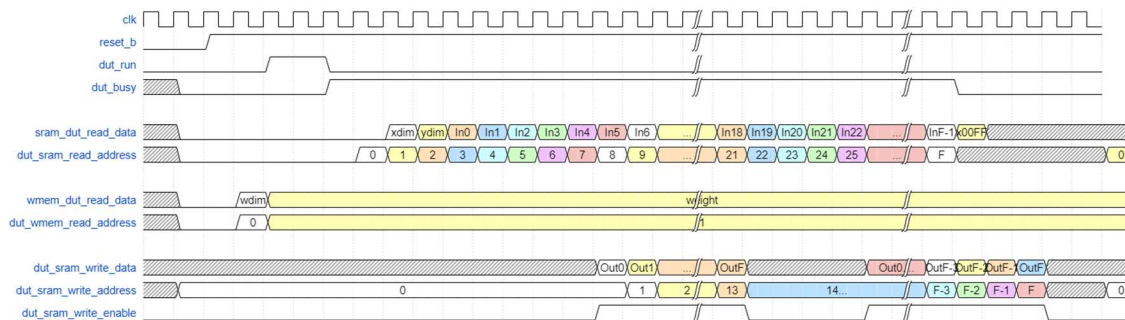 clk
reset_b
dut_run
dut_busy
sram_dut_read_data xdim ydim In0 In1 In2 In3 In4 In5 In6 ... In18 In19 In20 In21 In22 ... InF-1 x00FF
dut_sram_read_address 0 1 2 3 4 5 6 7 8 9 ... 21 22 23 24 25 ... F 0
wmem_dut_read_data wdim weight
dut_wmem_read_address 0 1
dut_sram_write_data Out0 Out1 ... OutF Out0 ... OutF-3 OutF-2 OutF-1 OutF
dut_sram_write_address 0 1 2 ... 13 14... F-3 F-2 F-1 F 0
dut_sram_write_enable